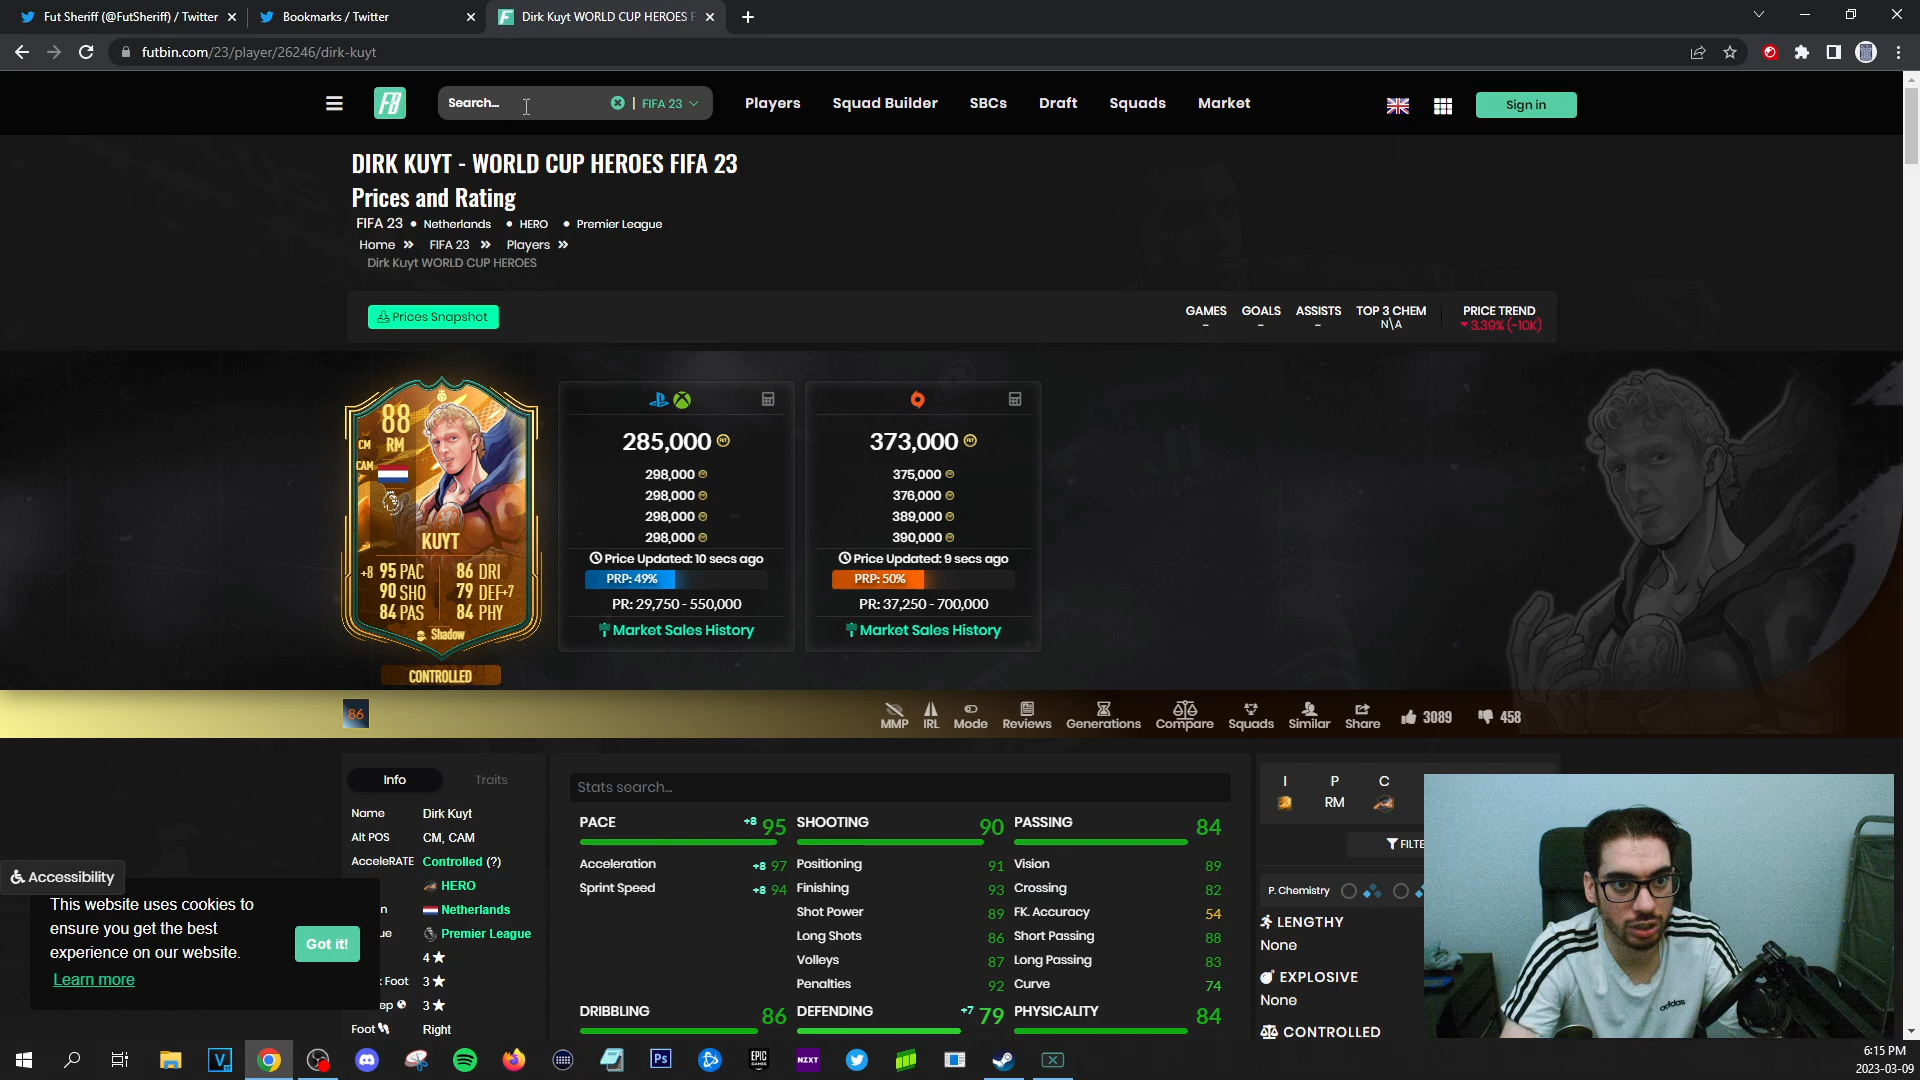 Fut Sheriff (@FutSheriff) / Twitter
Bookmarks / Twitter
Dirk Kuyt WORLD CUP HEROES F
futbin.com/23/player/26246/dirk-kuyt
Search...
FIFA 23
Players
Squad Builder
SBCs
Draft
Squads
Market
Sign in
DIRK KUYT - WORLD CUP HEROES FIFA 23
Prices and Rating
FIFA 23 • Netherlands • HERO • Premier League
Home » FIFA 23 » Players »
Dirk Kuyt WORLD CUP HEROES
Prices Snapshot
GAMES GOALS ASSISTS TOP 3 CHEM PRICE TREND
- - - N\A 3.39% (-10K)
88
RM
CM
CAM
KUYT
+8 95 PAC 86 DRI
90 SHO 79 DEF+7
84 PAS 84 PHY
Shadow
CONTROLLED
285,000
298,000
298,000
298,000
298,000
Price Updated: 10 secs ago
PRP: 49%
PR: 29,750 - 550,000
Market Sales History
373,000
375,000
376,000
389,000
390,000
Price Updated: 9 secs ago
PRP: 50%
PR: 37,250 - 700,000
Market Sales History
86
MMP IRL Mode Reviews Generations Compare Squads Similar Share 3089 458
Info Traits
Name Dirk Kuyt
Alt POS CM, CAM
AcceleRATE Controlled (?)
HERO
n Netherlands
ue Premier League
4
Foot 3
ep 3
Foot Right
Stats search...
PACE +8 95
Acceleration +8 97
Sprint Speed +8 94
SHOOTING 90
Positioning 91
Finishing 93
Shot Power 89
Long Shots 86
Volleys 87
Penalties 92
PASSING 84
Vision 89
Crossing 82
FK. Accuracy 54
Short Passing 88
Long Passing 83
Curve 74
DRIBBLING 86
DEFENDING +7 79
PHYSICALITY 84
I P C
RM
FILTE
P. Chemistry
LENGTHY
None
EXPLOSIVE
None
CONTROLLED
Accessibility
This website uses cookies to
ensure you get the best
experience on our website.
Learn more
Got it!
adidas
Ps
EPIC
GAMES
NZXT
6:15 PM
2023-03-09